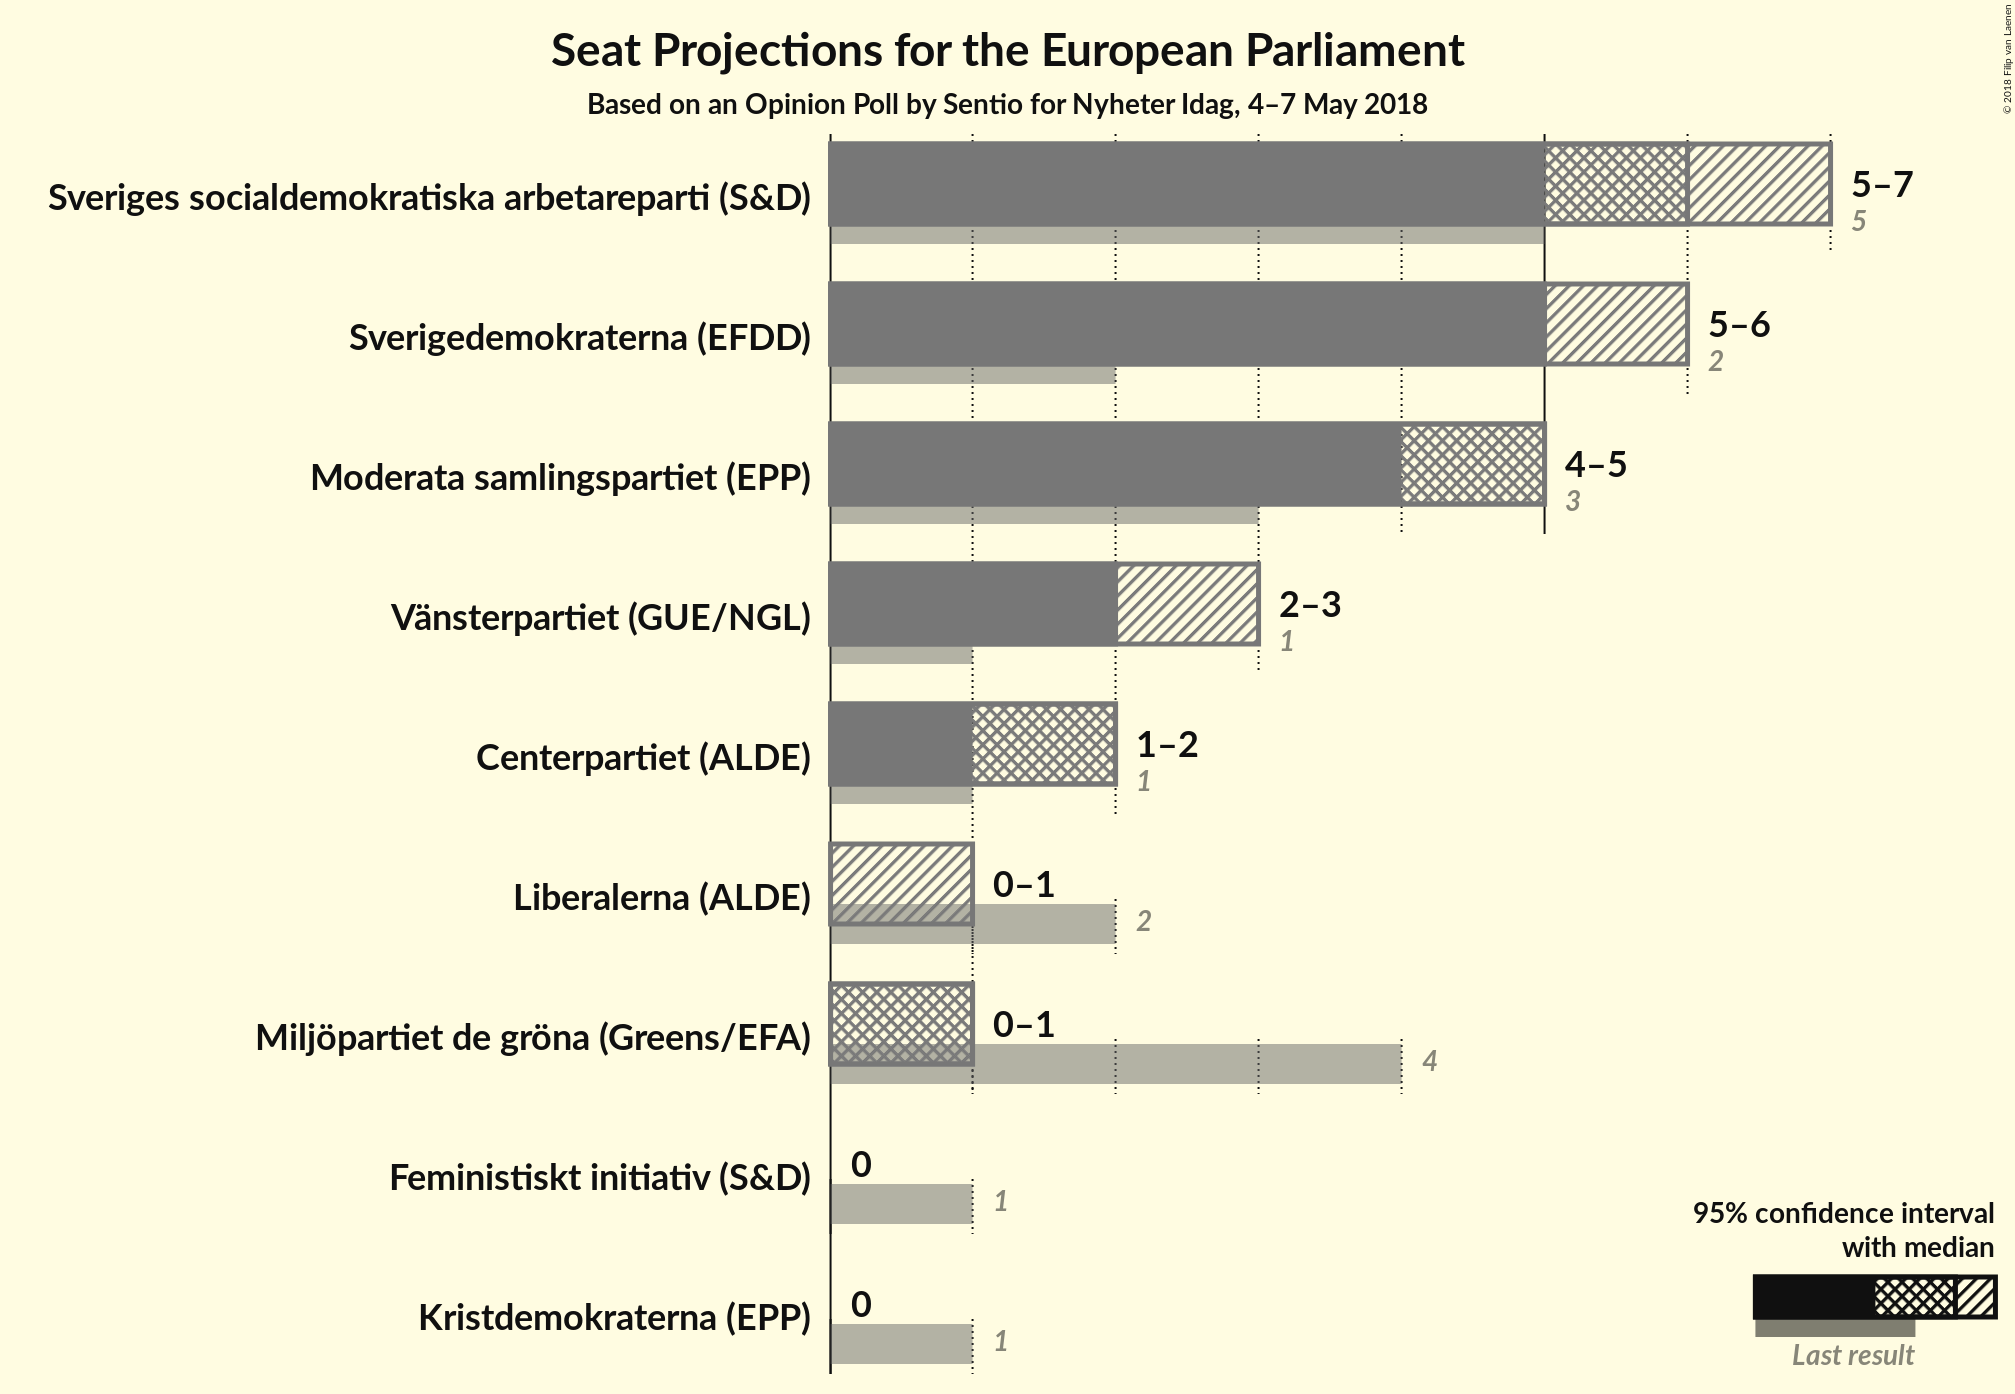 Seat Projections for the European Parliament
Based on an Opinion Poll by Sentio for Nyheter Idag, 4–7 May 2018
© 2018 Filip van Laenen
Sveriges socialdemokratiska arbetareparti (S&D)
5–7
5
Sverigedemokraterna (EFDD)
5–6
2
Moderata samlingspartiet (EPP)
4–5
3
Vänsterpartiet (GUE/NGL)
2–3
1
Centerpartiet (ALDE)
1–2
1
Liberalerna (ALDE)
0–1
2
Miljöpartiet de gröna (Greens/EFA)
0–1
4
Feministiskt initiativ (S&D)
0
1
Kristdemokraterna (EPP)
0
1
95% confidence interval
with median
Last result